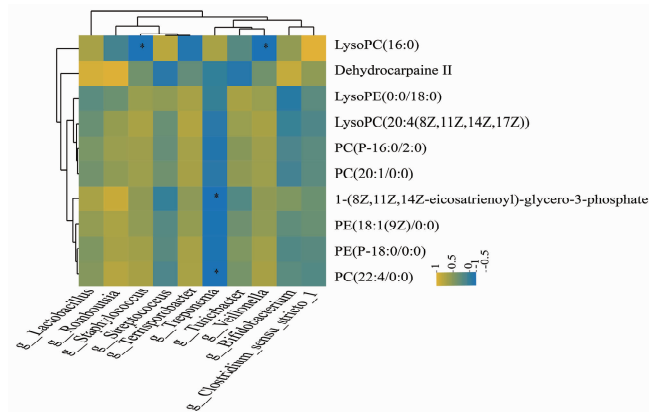 LysoPC(16:0)
Dehydrocarpaine II
LysoPE(0:0/18:0)
LysoPC(20:4(8Z,11Z,14Z,17Z))
PC(P-16:0/2:0)
PC(20:1/0:0)
1-(8Z,11Z,14Z-eicosatrienoyl)-glycero-3-phosphate
PE(18:1(9Z)/0:0)
PE(P-18:0/0:0)
PC(22:4/0:0)
1 0.5 0 -1 -0.5
g__Lactobacillus
g__Romboutsia
g__Staphylococcus
g__Streptococcus
g__Terrisporobacter
g__Treponema
g__Turicibacter
g__Veillonella
g__Bifidobacterium
g__Clostridium_sensu_stricto_1